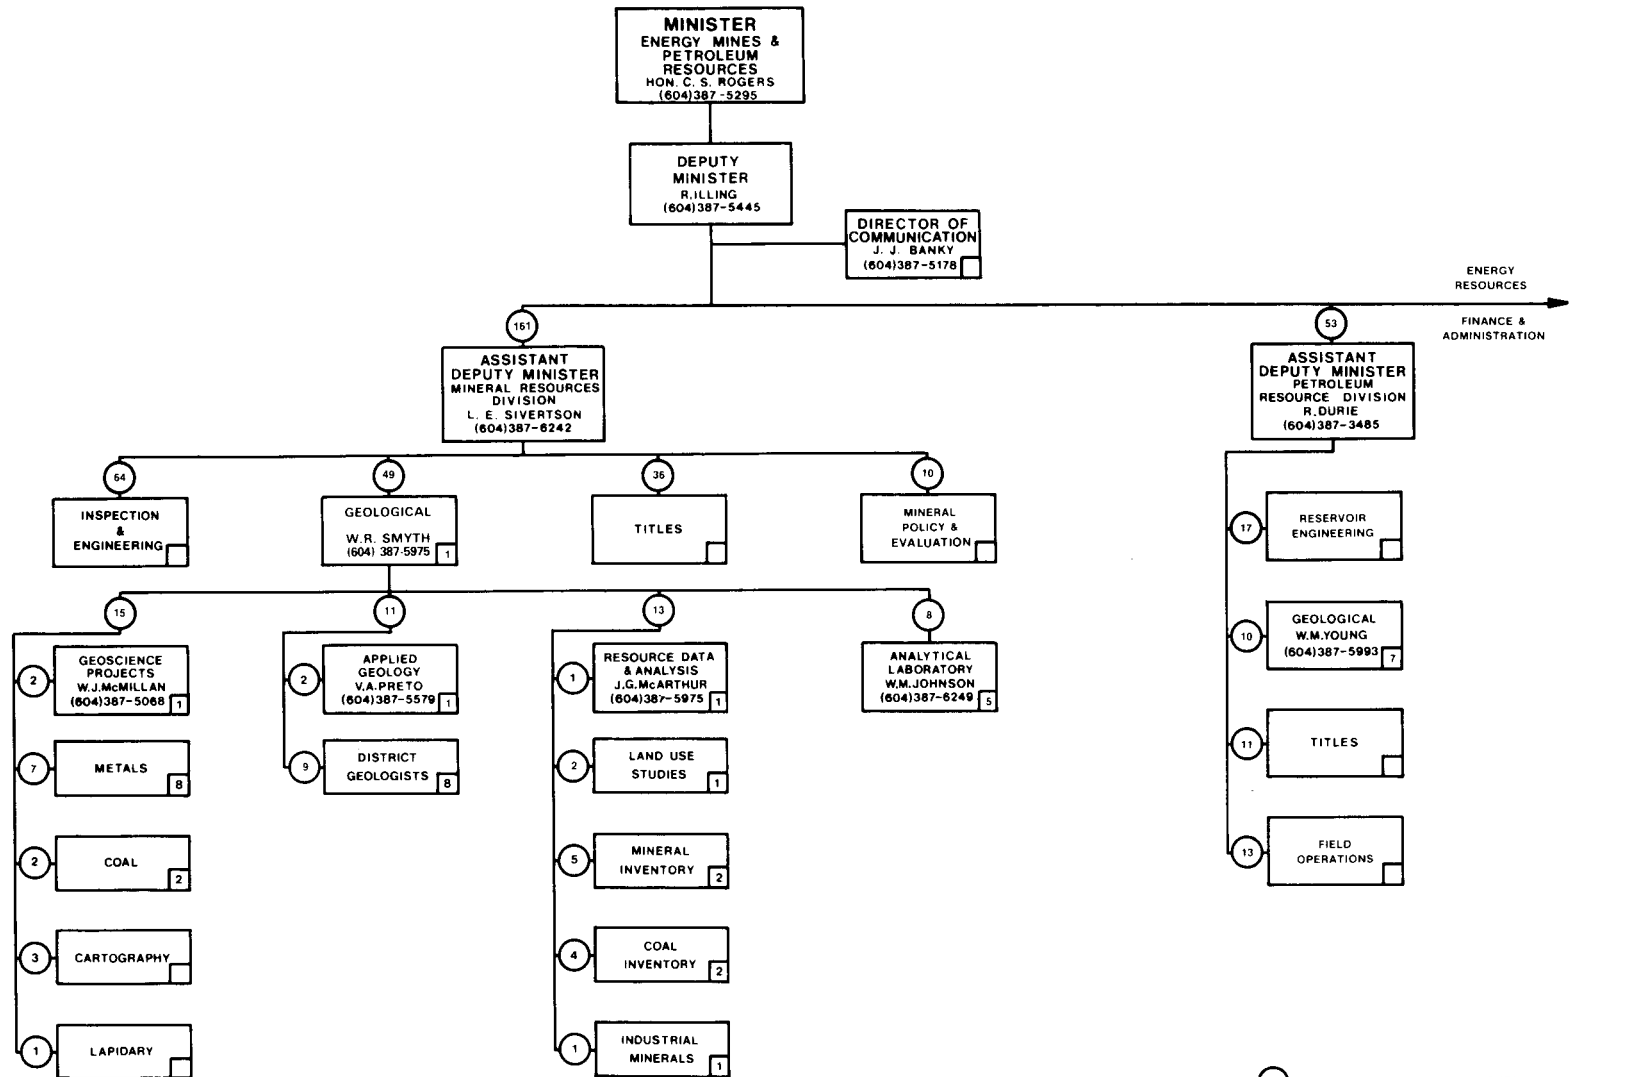 MINISTER
ENERGY MINES &
PETROLEUM
RESOURCES
HON. C. S. ROGERS
(604)387-5295
DEPUTY
MINISTER
R.ILLING
(604)387-5445
DIRECTOR OF
COMMUNICATION
J. J. BANKY
(604)387-5178
ENERGY
RESOURCES
FINANCE &
ADMINISTRATION
161
ASSISTANT
DEPUTY MINISTER
MINERAL RESOURCES
DIVISION
L. E. SIVERTSON
(604)387-6242
53
ASSISTANT
DEPUTY MINISTER
PETROLEUM
RESOURCE DIVISION
R.DURIE
(604)387-3485
64
INSPECTION
&
ENGINEERING
49
GEOLOGICAL
W.R. SMYTH
(604) 387-5975
1
36
TITLES
10
MINERAL
POLICY &
EVALUATION
15
2
GEOSCIENCE
PROJECTS
W.J.McMILLAN
(604)387-5068
1
7
METALS
8
2
COAL
2
3
CARTOGRAPHY
1
LAPIDARY
11
2
APPLIED
GEOLOGY
V.A.PRETO
(604)387-5579
1
9
DISTRICT
GEOLOGISTS
8
13
1
RESOURCE DATA
& ANALYSIS
J.G.McARTHUR
(604)387-5975
1
2
LAND USE
STUDIES
1
5
MINERAL
INVENTORY
2
4
COAL
INVENTORY
2
1
INDUSTRIAL
MINERALS
1
8
ANALYTICAL
LABORATORY
W.M.JOHNSON
(604)387-6249
5
17
RESERVOIR
ENGINEERING
10
GEOLOGICAL
W.M.YOUNG
(604)387-5993
7
11
TITLES
13
FIELD
OPERATIONS